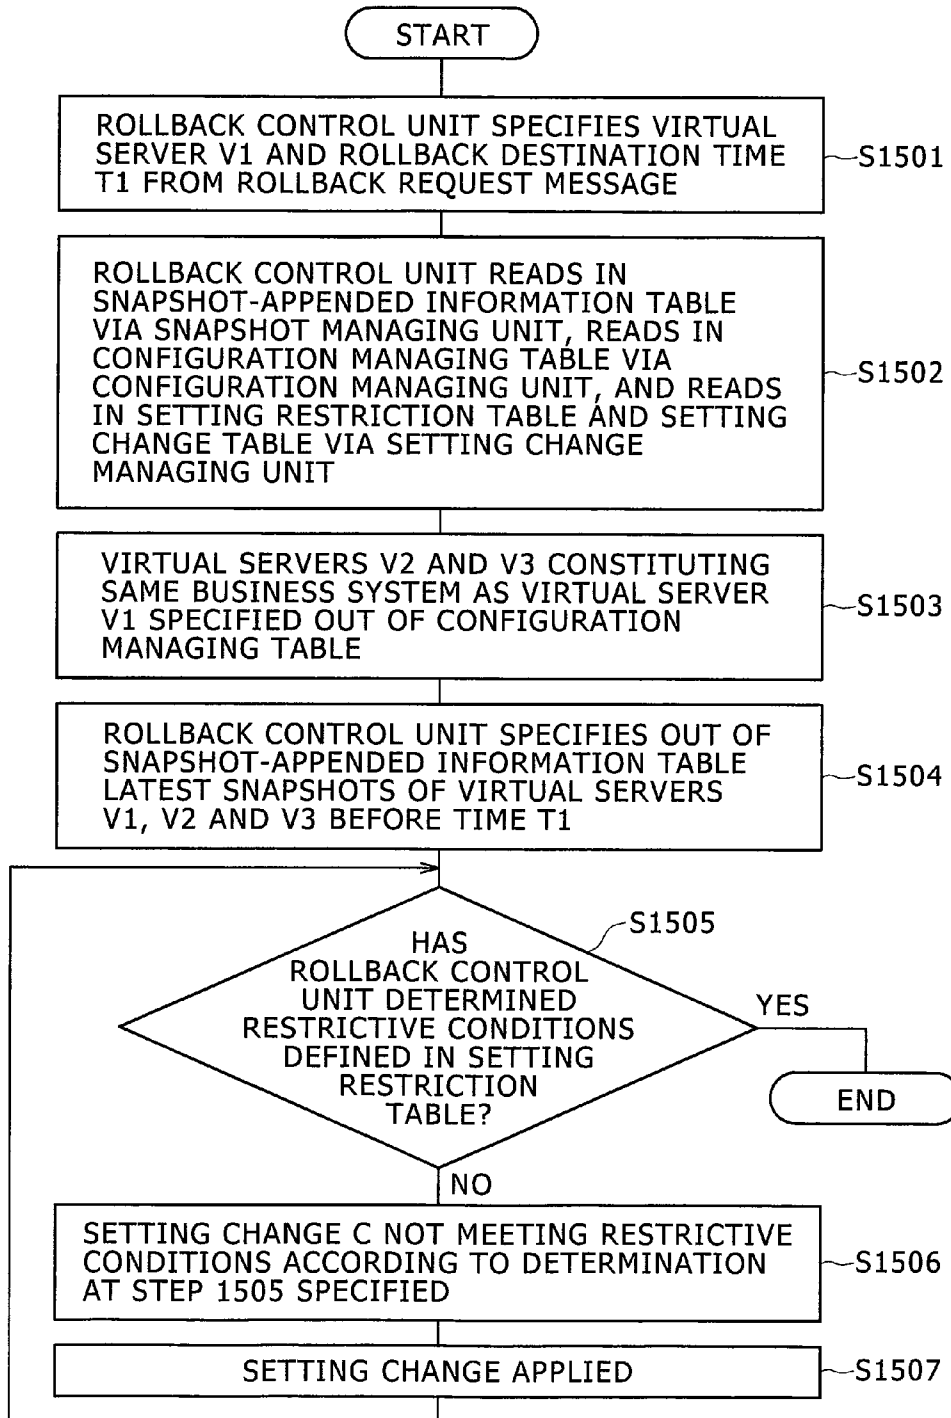 START
ROLLBACK CONTROL UNIT SPECIFIES VIRTUAL
SERVER V1 AND ROLLBACK DESTINATION TIME
T1 FROM ROLLBACK REQUEST MESSAGE
S1501
ROLLBACK CONTROL UNIT READS IN
SNAPSHOT-APPENDED INFORMATION TABLE
VIA SNAPSHOT MANAGING UNIT, READS IN
CONFIGURATION MANAGING TABLE VIA
CONFIGURATION MANAGING UNIT, AND READS
IN SETTING RESTRICTION TABLE AND SETTING
CHANGE TABLE VIA SETTING CHANGE
MANAGING UNIT
S1502
VIRTUAL SERVERS V2 AND V3 CONSTITUTING
SAME BUSINESS SYSTEM AS VIRTUAL SERVER
V1 SPECIFIED OUT OF CONFIGURATION
MANAGING TABLE
S1503
ROLLBACK CONTROL UNIT SPECIFIES OUT OF
SNAPSHOT-APPENDED INFORMATION TABLE
LATEST SNAPSHOTS OF VIRTUAL SERVERS
V1, V2 AND V3 BEFORE TIME T1
S1504
S1505
HAS
ROLLBACK CONTROL
UNIT DETERMINED
RESTRICTIVE CONDITIONS
DEFINED IN SETTING
RESTRICTION
TABLE?
YES
END
NO
SETTING CHANGE C NOT MEETING RESTRICTIVE
CONDITIONS ACCORDING TO DETERMINATION
AT STEP 1505 SPECIFIED
S1506
SETTING CHANGE APPLIED
S1507